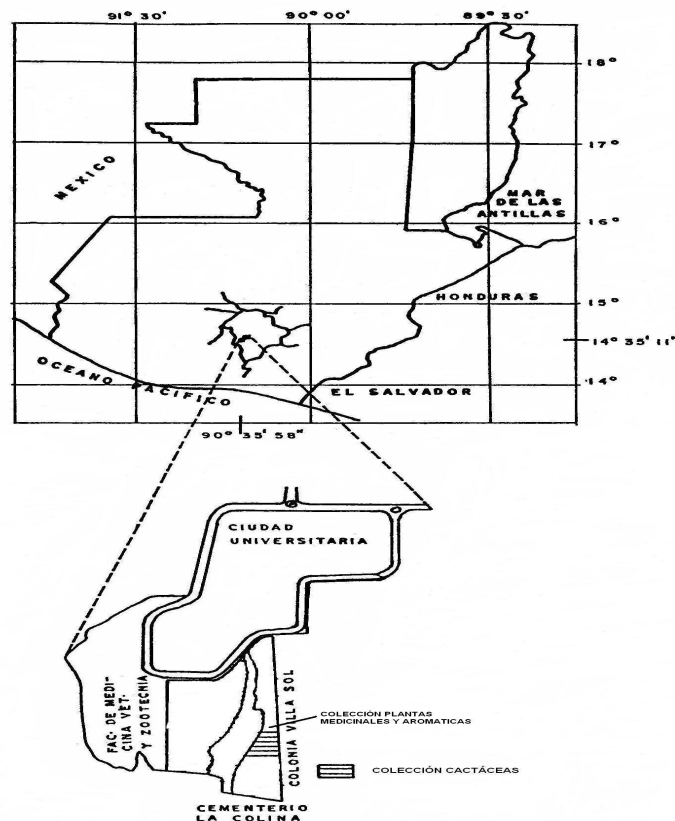 91° 30' 90° 00' 89° 30'
18°
17°
MEXICO
MAR
DE LAS
ANTILLAS
16°
HONDURAS
15°
14° 35' 11"
OCEANO PACIFICO
EL SALVADOR
14°
90° 35' 58"
CIUDAD
UNIVERSITARIA
FAC. DE MEDI-
CINA VET.
Y ZOOTECNIA
COLONIA VILLA SOL
COLECCIÓN PLANTAS
MEDICINALES Y AROMATICAS
COLECCIÓN CACTÁCEAS
CEMENTERIO
LA COLINA